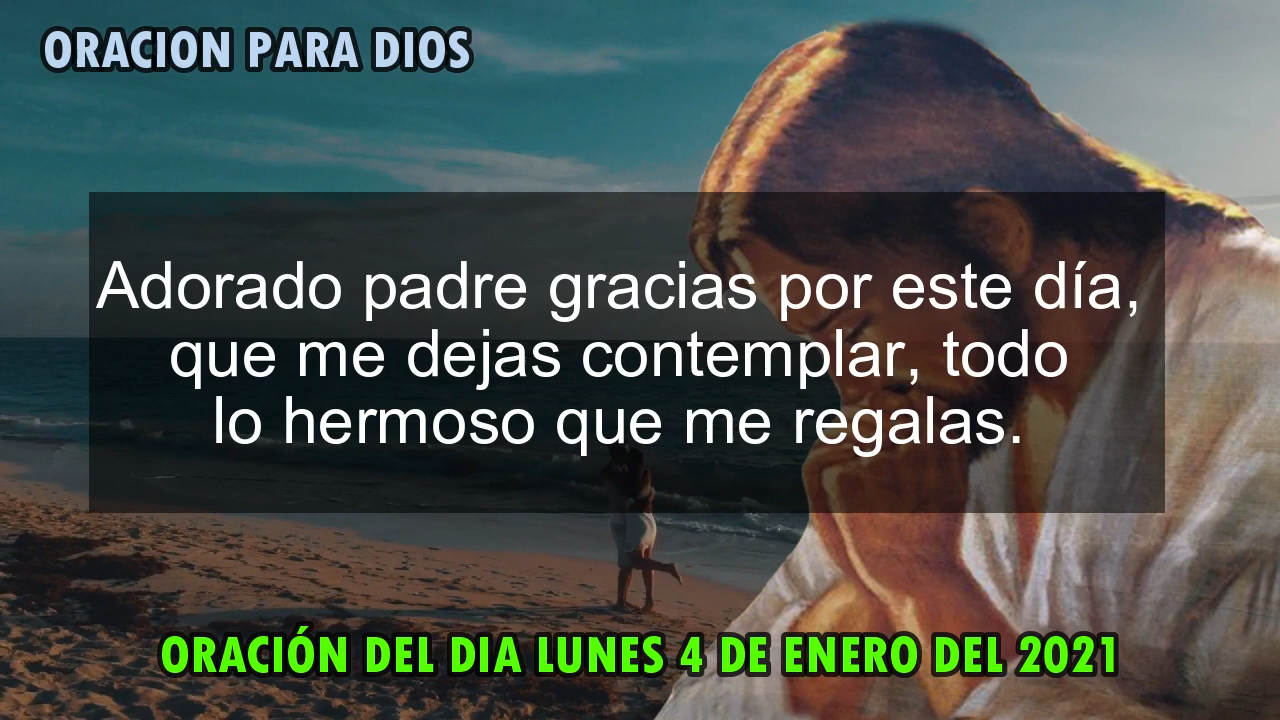 ORACION PARA DIOS
Adorado padre gracias por este día,
que me dejas contemplar, todo
lo hermoso que me regalas.
ORACIÓN DEL DIA LUNES 4 DE ENERO DEL 2021